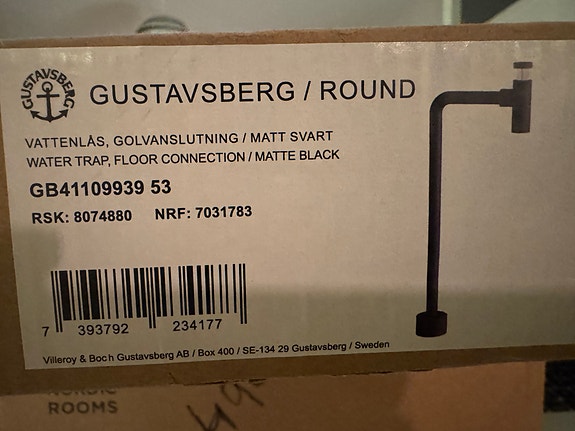 GUSTAVSBERG
GUSTAVSBERG / ROUND
VATTENLÅS, GOLVANSLUTNING / MATT SVART
WATER TRAP, FLOOR CONNECTION / MATTE BLACK
GB41109939 53
RSK: 8074880 NRF: 7031783
7 393792 234177
Villeroy & Boch Gustavsberg AB / Box 400 / SE-134 29 Gustavsberg / Sweden
NORDIC
ROOMS